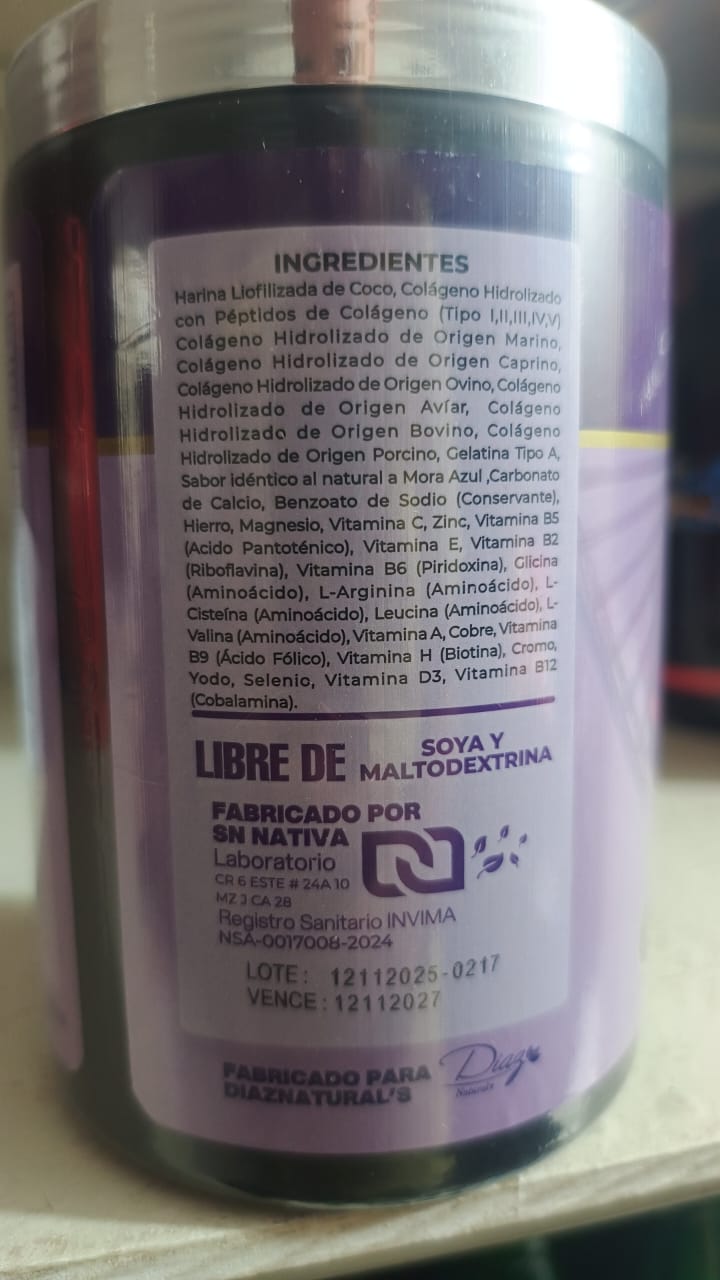 INGREDIENTES
Harina Liofilizada de Coco, Colágeno Hidrolizado
con Péptidos de Colágeno (Tipo I,II,III,IV,V)
Colágeno Hidrolizado de Origen Marino,
Colágeno Hidrolizado de Origen Caprino,
Colágeno Hidrolizado de Origen Ovino, Colágeno
Hidrolizado de Origen Avíar, Colágeno
Hidrolizado de Origen Bovino, Colágeno
Hidrolizado de Origen Porcino, Gelatina Tipo A,
Sabor idéntico al natural a Mora Azul ,Carbonato
de Calcio, Benzoato de Sodio (Conservante),
Hierro, Magnesio, Vitamina C, Zinc, Vitamina B5
(Acido Pantoténico), Vitamina E, Vitamina B2
(Riboflavina), Vitamina B6 (Piridoxina), Glicina
(Aminoácido), L-Arginina (Aminoácido), L-
Cisteína (Aminoácido), Leucina (Aminoácido), L-
Valina (Aminoácido), Vitamina A, Cobre, Vitamina
B9 (Ácido Fólico), Vitamina H (Biotina), Cromo,
Yodo, Selenio, Vitamina D3, Vitamina B12
(Cobalamina).
LIBRE DE SOYA Y
MALTODEXTRINA
FABRICADO POR
SN NATIVA
Laboratorio
CR 6 ESTE # 24A 10
MZ J CA 28
Registro Sanitario INVIMA
NSA-0017008-2024
LOTE: 12112025-0217
VENCE: 12112027
FABRICADO PARA
DIAZNATURAL'S
Diaz
Naturals